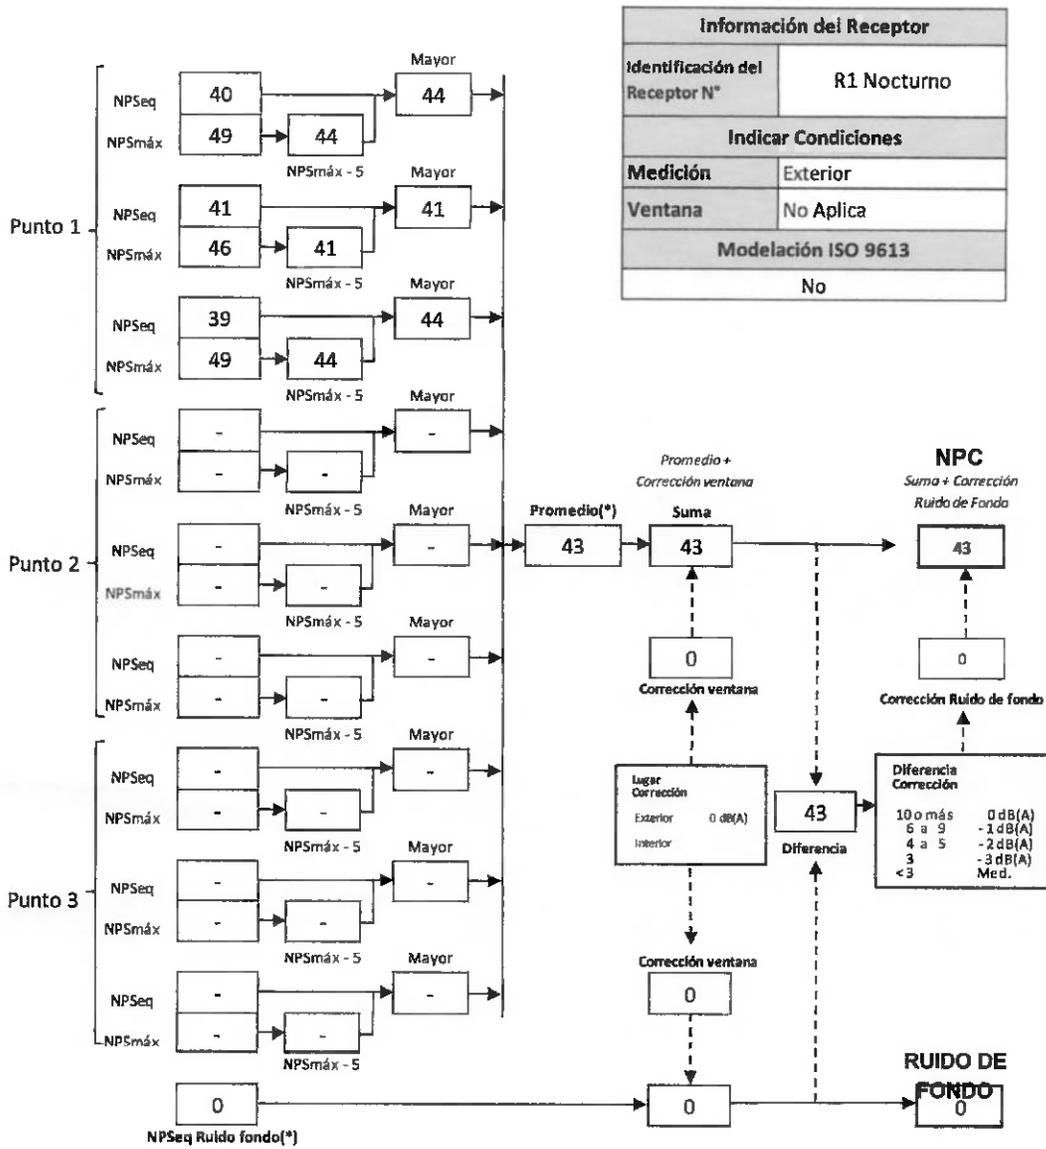 Información del Receptor
Identificación del
Receptor N°
R1 Nocturno
Indicar Condiciones
Medición
Exterior
Ventana
No Aplica
Modelación ISO 9613
No
Punto 1
Mayor
NPSeq
40
44
NPSmáx
49
44
NPSmáx - 5
Mayor
NPSeq
41
41
NPSmáx
46
41
NPSmáx - 5
Mayor
NPSeq
39
44
NPSmáx
49
44
NPSmáx - 5
Punto 2
Mayor
NPSeq
-
-
NPSmáx
-
-
NPSmáx - 5
Mayor
NPSeq
-
-
NPSmáx
-
-
NPSmáx - 5
Mayor
NPSeq
-
-
NPSmáx
-
-
NPSmáx - 5
Punto 3
Mayor
NPSeq
-
-
NPSmáx
-
-
NPSmáx - 5
Mayor
NPSeq
-
-
NPSmáx
-
-
NPSmáx - 5
Mayor
NPSeq
-
-
NPSmáx
-
-
NPSmáx - 5
Promedio(*)
43
Promedio +
Corrección ventana
Suma
43
0
Corrección ventana
NPC
Suma + Corrección
Ruido de Fondo
43
0
Corrección Ruido de fondo
Lugar
Corrección
Exterior 0 dB(A)
Interior
43
Diferencia
Diferencia
Corrección
10 o más 0 dB(A)
6 a 9 -1 dB(A)
4 a 5 -2 dB(A)
3 -3 dB(A)
<3 Med.
Corrección ventana
0
0
NPSeq Ruido fondo(*)
0
RUIDO DE
FONDO
0